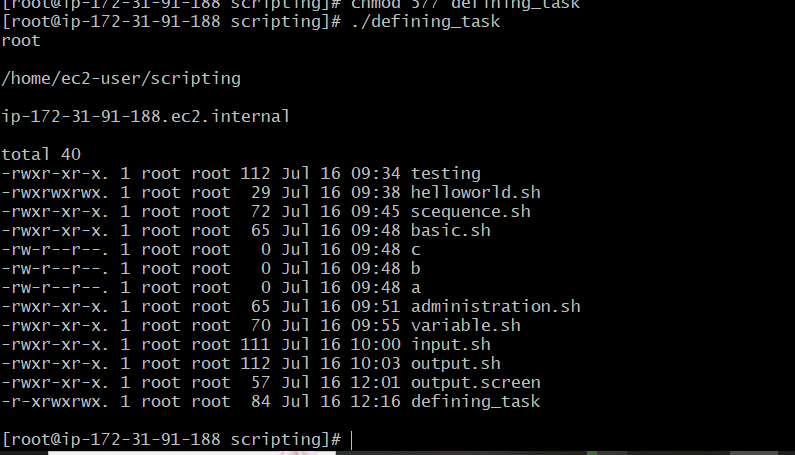 [root@ip-172-31-91-188 scripting]# chmod 577 defining_task
[root@ip-172-31-91-188 scripting]# ./defining_task
root
/home/ec2-user/scripting
ip-172-31-91-188.ec2.internal
total 40
-rwxr-xr-x. 1 root root 112 Jul 16 09:34 testing
-rwxrwxrwx. 1 root root  29 Jul 16 09:38 helloworld.sh
-rwxr-xr-x. 1 root root  72 Jul 16 09:45 scequence.sh
-rwxr-xr-x. 1 root root  65 Jul 16 09:48 basic.sh
-rw-r--r--. 1 root root   0 Jul 16 09:48 c
-rw-r--r--. 1 root root   0 Jul 16 09:48 b
-rw-r--r--. 1 root root   0 Jul 16 09:48 a
-rwxr-xr-x. 1 root root  65 Jul 16 09:51 administration.sh
-rwxr-xr-x. 1 root root  70 Jul 16 09:55 variable.sh
-rwxr-xr-x. 1 root root 111 Jul 16 10:00 input.sh
-rwxr-xr-x. 1 root root 112 Jul 16 10:03 output.sh
-rwxr-xr-x. 1 root root  57 Jul 16 12:01 output.screen
-r-xrwxrwx. 1 root root  84 Jul 16 12:16 defining_task
[root@ip-172-31-91-188 scripting]#